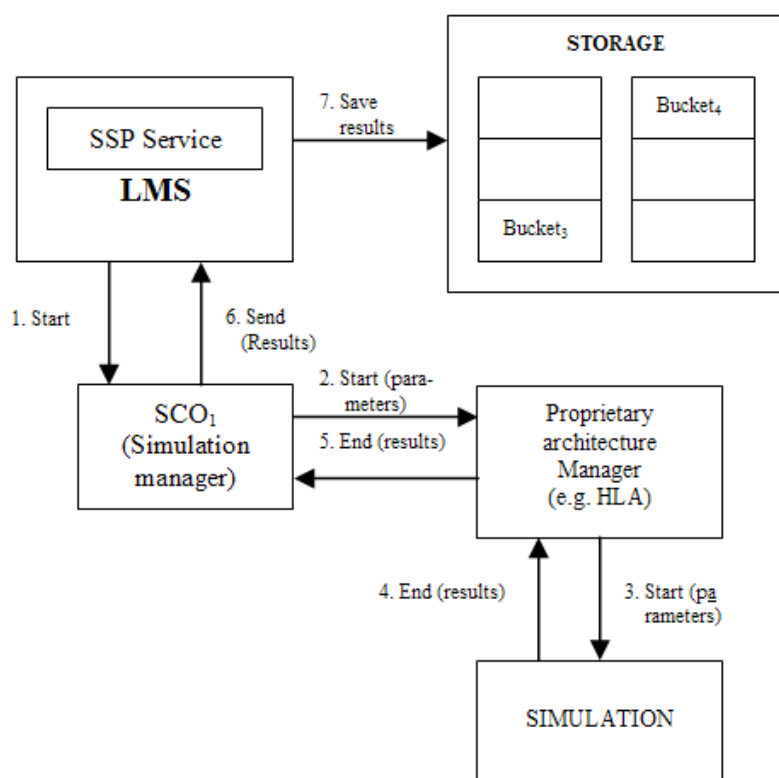 STORAGE
7. Save
results
SSP Service
LMS
Bucket₄
Bucket₃
1. Start
6. Send
(Results)
2. Start (para-
meters)
SCO₁
(Simulation
manager)
5. End (results)
Proprietary
architecture
Manager
(e.g. HLA)
4. End (results)
3. Start (pa
rameters)
SIMULATION